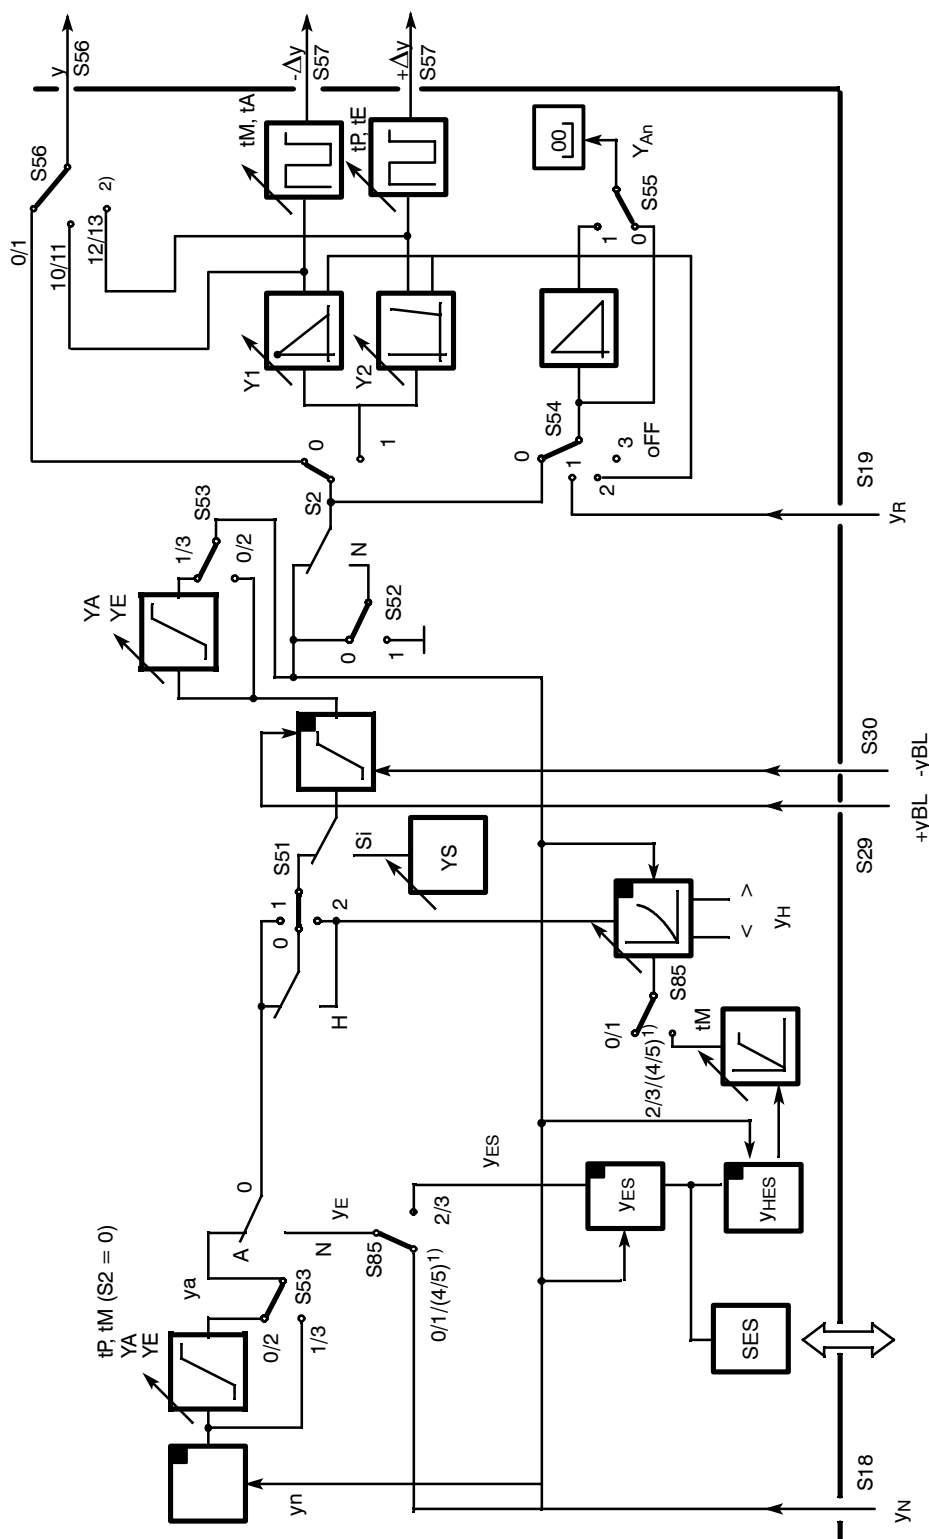 tP, tM (S2 = 0)
YA
YE
ya
0/2
S53
1/3
yn
A
0
N
yE
S85
2/3
0/1/(4/5)1)
yES
yES
yHES
SES
S18
yN
H
0
1
2
S51
Si
YS
0/1
S85
2/3/(4/5)1)
tM
<
>
yH
S29
+yBL
S30
-yBL
YA
YE
1/3
S53
0/2
N
0
S52
1
S2
0
1
Y1
Y2
0
S54
1
2
3
oFF
S19
yR
0/1
10/11
12/13
2)
S56
y
S56
tM, tA
-Δy
S57
tP, tE
+Δy
S57
00
YAn
1
0
S55